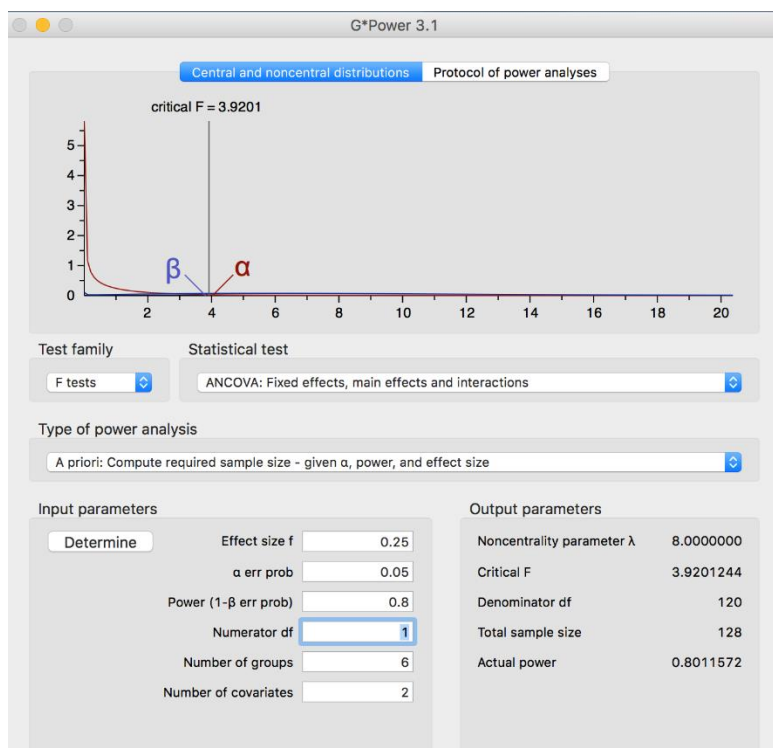 G*Power 3.1
Central and noncentral distributions Protocol of power analyses
critical F = 3.9201
5
4
3
2
1
0
β α
2 4 6 8 10 12 14 16 18 20
Test family Statistical test
F tests ANCOVA: Fixed effects, main effects and interactions
Type of power analysis
A priori: Compute required sample size - given α, power, and effect size
Input parameters Output parameters
Determine Effect size f 0.25 Noncentrality parameter λ 8.0000000
α err prob 0.05 Critical F 3.9201244
Power (1-β err prob) 0.8 Denominator df 120
Numerator df 1 Total sample size 128
Number of groups 6 Actual power 0.8011572
Number of covariates 2